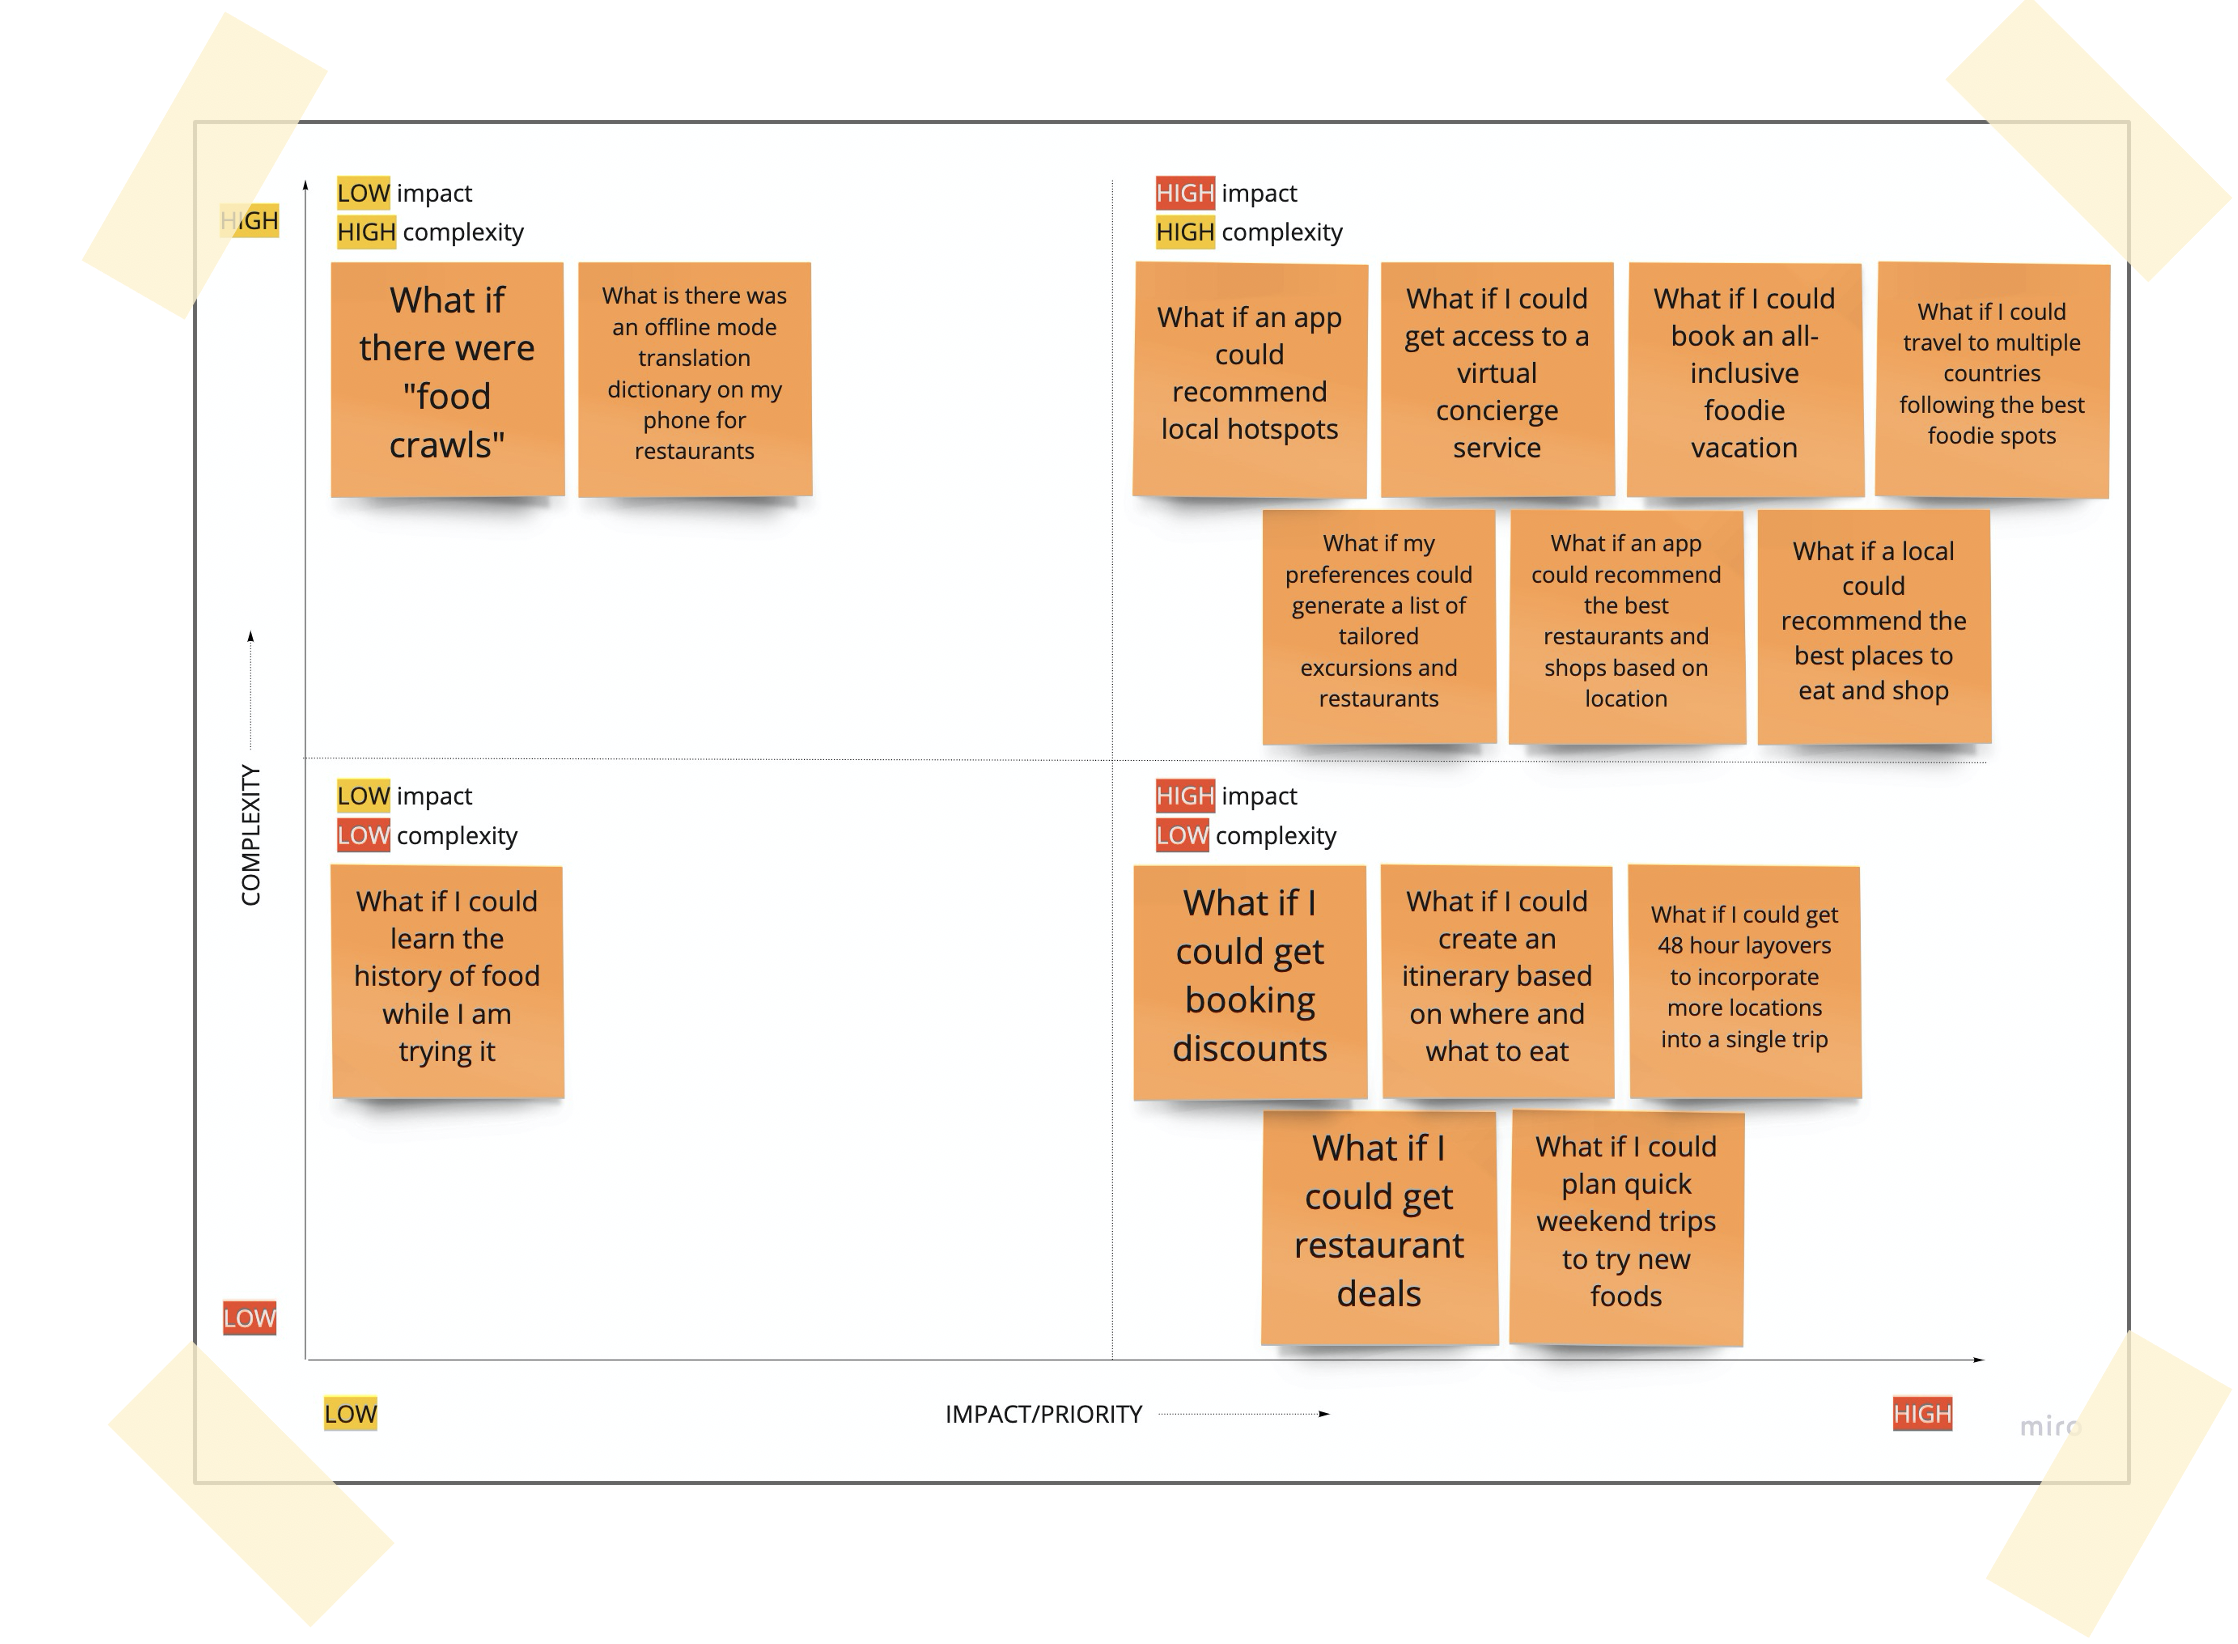 HIGH
LOW impact
HIGH complexity
What if
there were
"food
crawls"
What is there was
an offline mode
translation
dictionary on my
phone for
restaurants
HIGH impact
HIGH complexity
What if an app
could
recommend
local hotspots
What if I could
get access to a
virtual
concierge
service
What if I could
book an all-
inclusive
foodie
vacation
What if I could
travel to multiple
countries
following the best
foodie spots
What if my
preferences could
generate a list of
tailored
excursions and
restaurants
What if an app
could recommend
the best
restaurants and
shops based on
location
What if a local
could
recommend the
best places to
eat and shop
COMPLEXITY
LOW impact
LOW complexity
What if I could
learn the
history of food
while I am
trying it
HIGH impact
LOW complexity
What if I
could get
booking
discounts
What if I could
create an
itinerary based
on where and
what to eat
What if I could get
48 hour layovers
to incorporate
more locations
into a single trip
What if I
could get
restaurant
deals
What if I could
plan quick
weekend trips
to try new
foods
LOW
LOW
IMPACT/PRIORITY
HIGH
miro